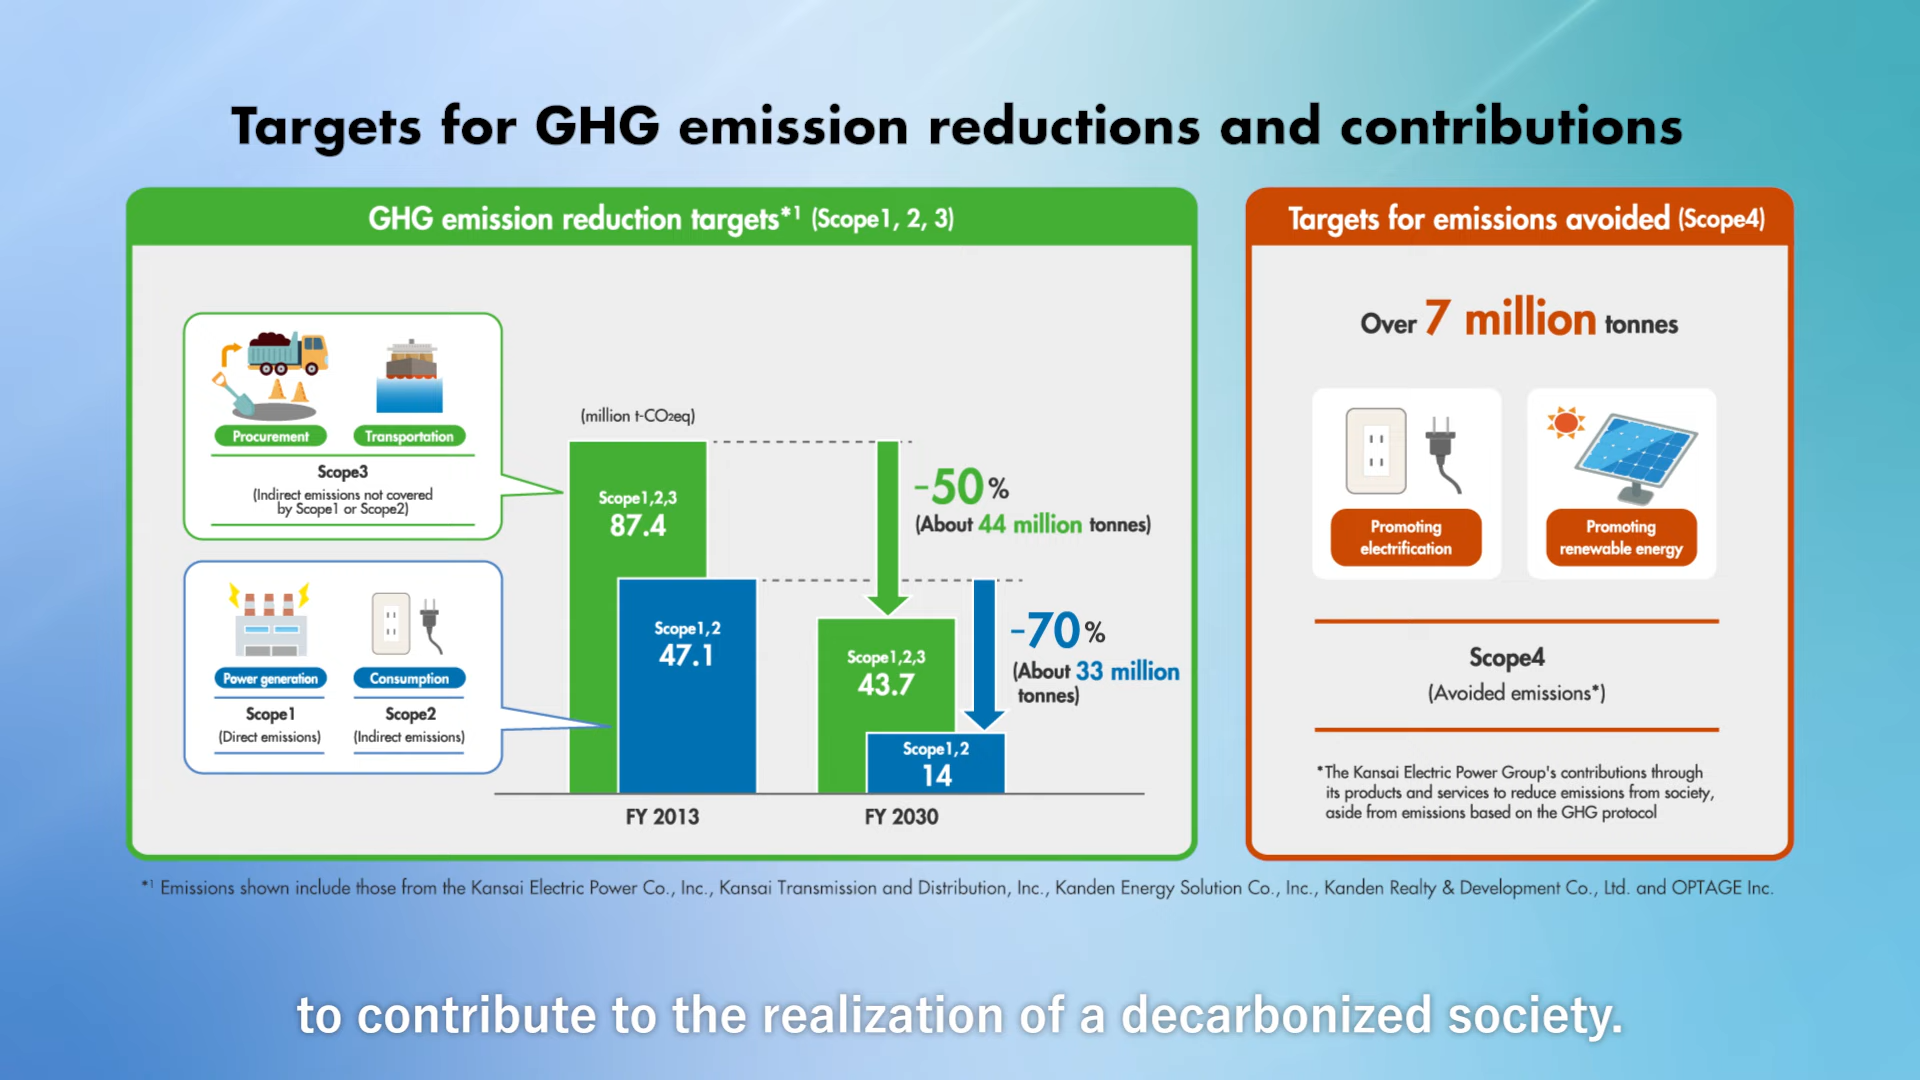 Targets for GHG emission reductions and contributions
GHG emission reduction targets*1 (Scope1, 2, 3)
Procurement
Transportation
Scope3
(Indirect emissions not covered
by Scope1 or Scope2)
Power generation
Consumption
Scope1
(Direct emissions)
Scope2
(Indirect emissions)
(million t-CO2eq)
Scope1,2,3
87.4
Scope1,2
47.1
FY 2013
-50%
(About 44 million tonnes)
-70%
(About 33 million
tonnes)
Scope1,2,3
43.7
Scope1,2
14
FY 2030
Targets for emissions avoided (Scope4)
Over 7 million tonnes
Promoting
electrification
Promoting
renewable energy
Scope4
(Avoided emissions*)
*The Kansai Electric Power Group's contributions through
its products and services to reduce emissions from society,
aside from emissions based on the GHG protocol
*1 Emissions shown include those from the Kansai Electric Power Co., Inc., Kansai Transmission and Distribution, Inc., Kanden Energy Solution Co., Inc., Kanden Realty & Development Co., Ltd. and OPTAGE Inc.
to contribute to the realization of a decarbonized society.